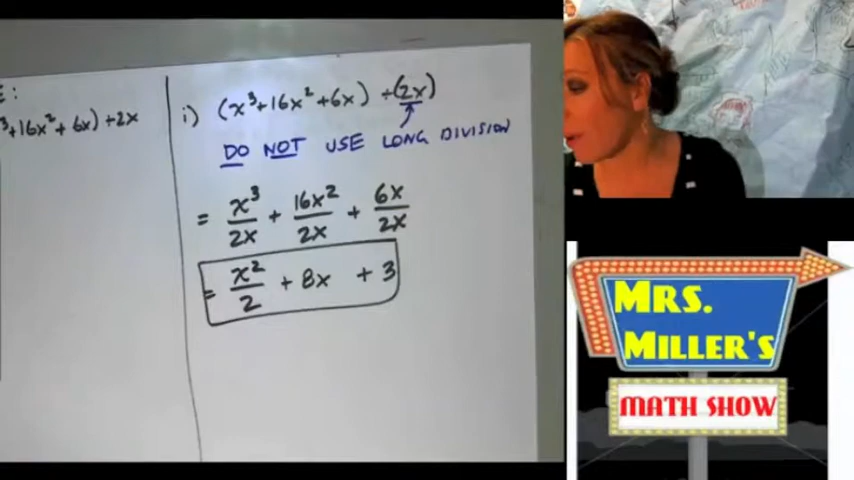 E:
³+16x²+6x) ÷2x
i) (x³+16x²+6x) ÷(2x)
DO NOT USE LONG DIVISION
= x³/2x + 16x²/2x + 6x/2x
= x²/2 + 8x + 3
MRS.
MILLER'S
MATH SHOW